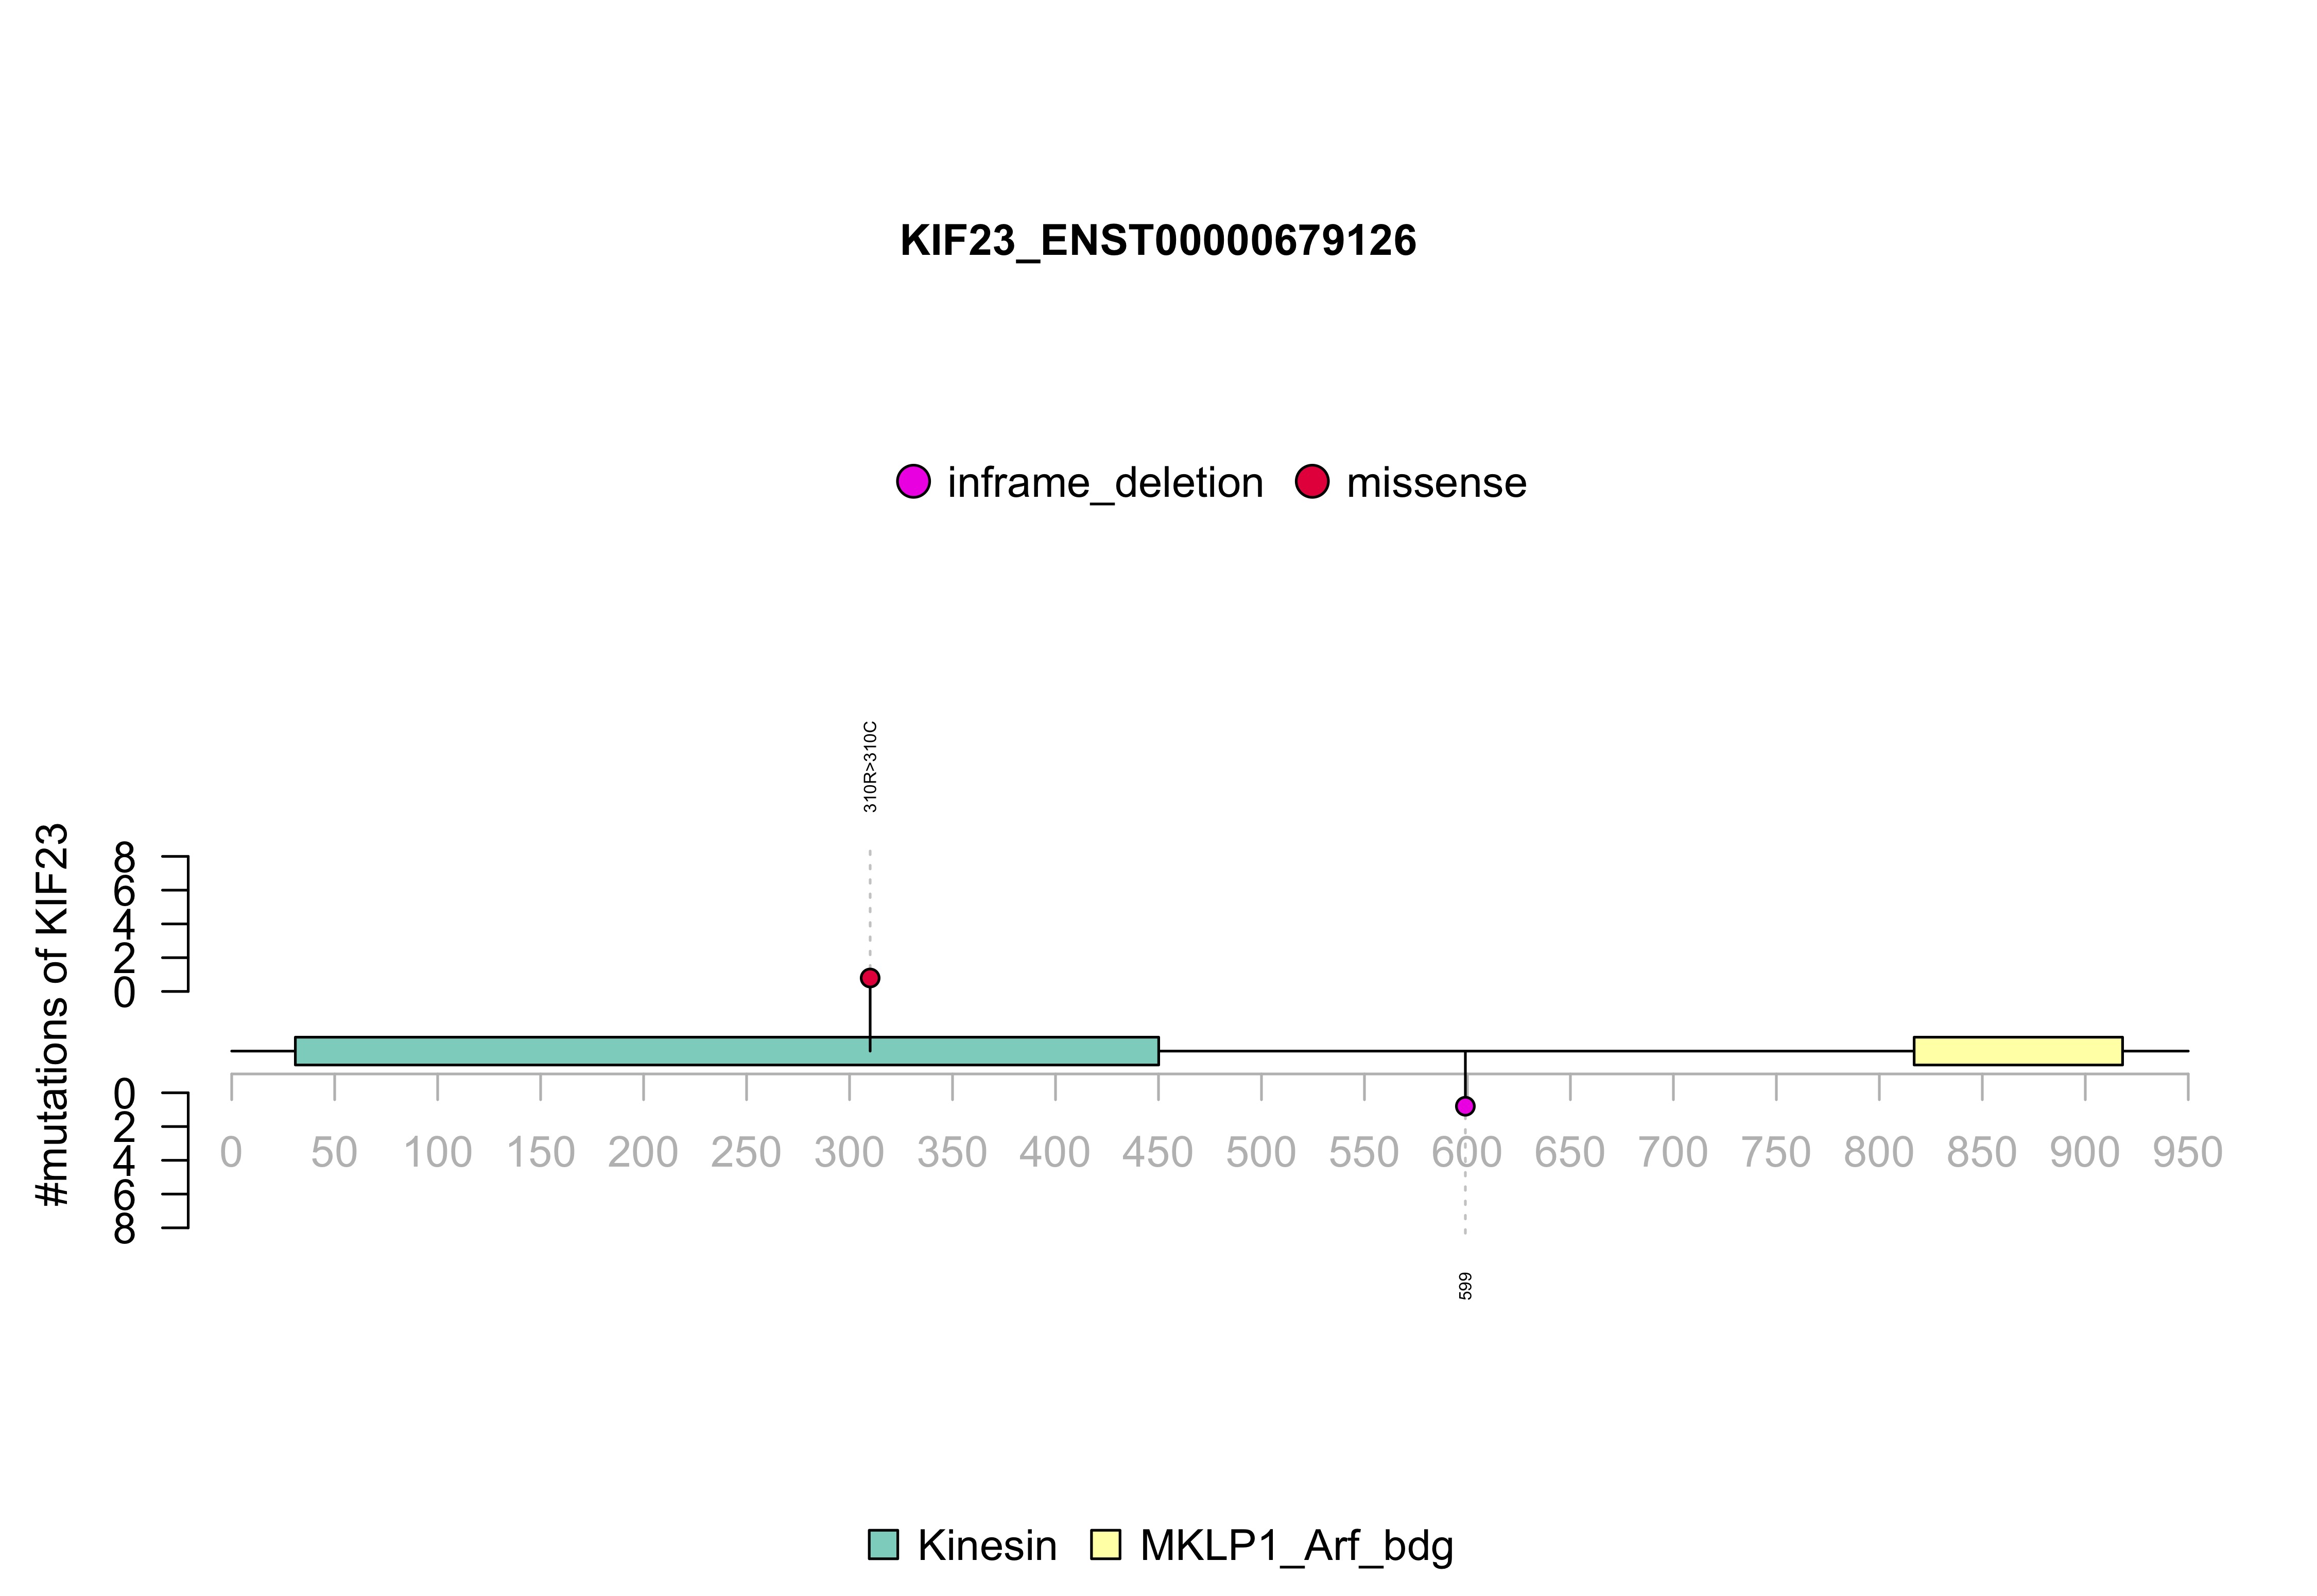 KIF23_ENST00000679126
inframe_deletion missense
310R>310C
#mutations of KIF23
8
6
4
2
0
0
2
4
6
8
0 50 100 150 200 250 300 350 400 450 500 550 600 650 700 750 800 850 900 950
599
Kinesin MKLP1_Arf_bdg